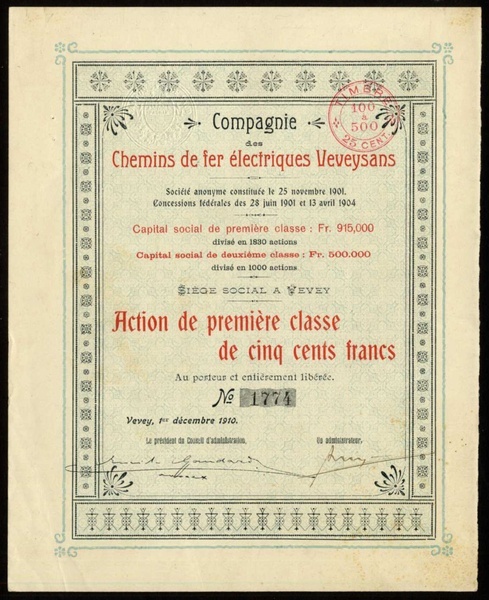 TIMBRE
100
à
500
25 CENT.
Compagnie
des
Chemins de fer électriques Veveysans
Société anonyme constituée le 25 novembre 1901.
Concessions fédérales des 28 juin 1901 et 13 avril 1904
Capital social de première classe : Fr. 915,000
divisé en 1830 actions
Capital social de deuxième classe : Fr. 500.000
divisé en 1000 actions
SIÈGE SOCIAL A VEVEY
Action de première classe
de cinq cents francs
Au porteur et entièrement libérée.
No 1774
Vevey, 1er décembre 1910.
Le président du Conseil d'administration,
Un administrateur.